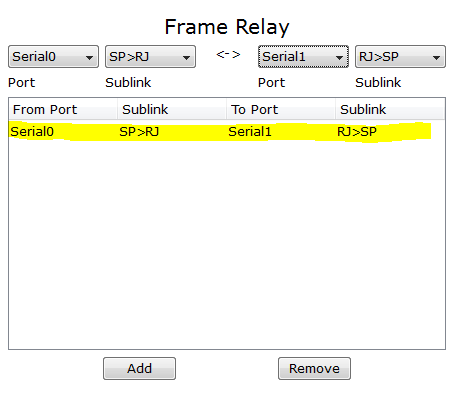 Frame Relay
Serial0 SP>RJ <-> Serial1 RJ>SP
Port Sublink Port Sublink
From Port Sublink To Port Sublink
Serial0 SP>RJ Serial1 RJ>SP
Add Remove